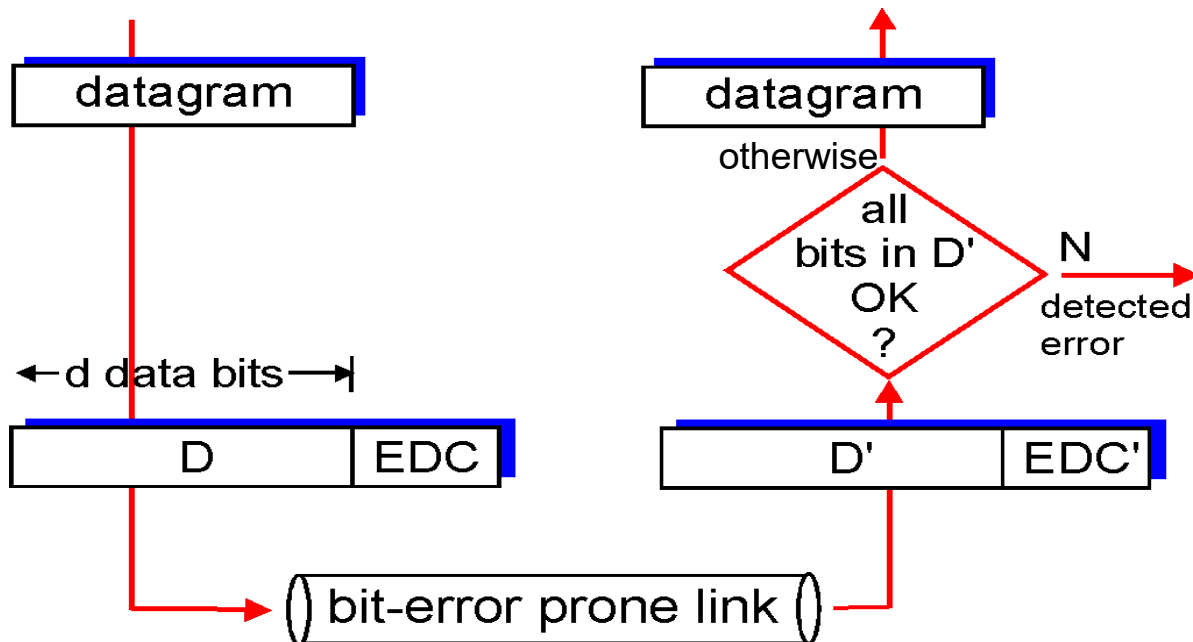 datagram
d data bits
D
EDC
bit-error prone link
datagram
otherwise
all
bits in D'
OK
?
N
detected
error
D'
EDC'